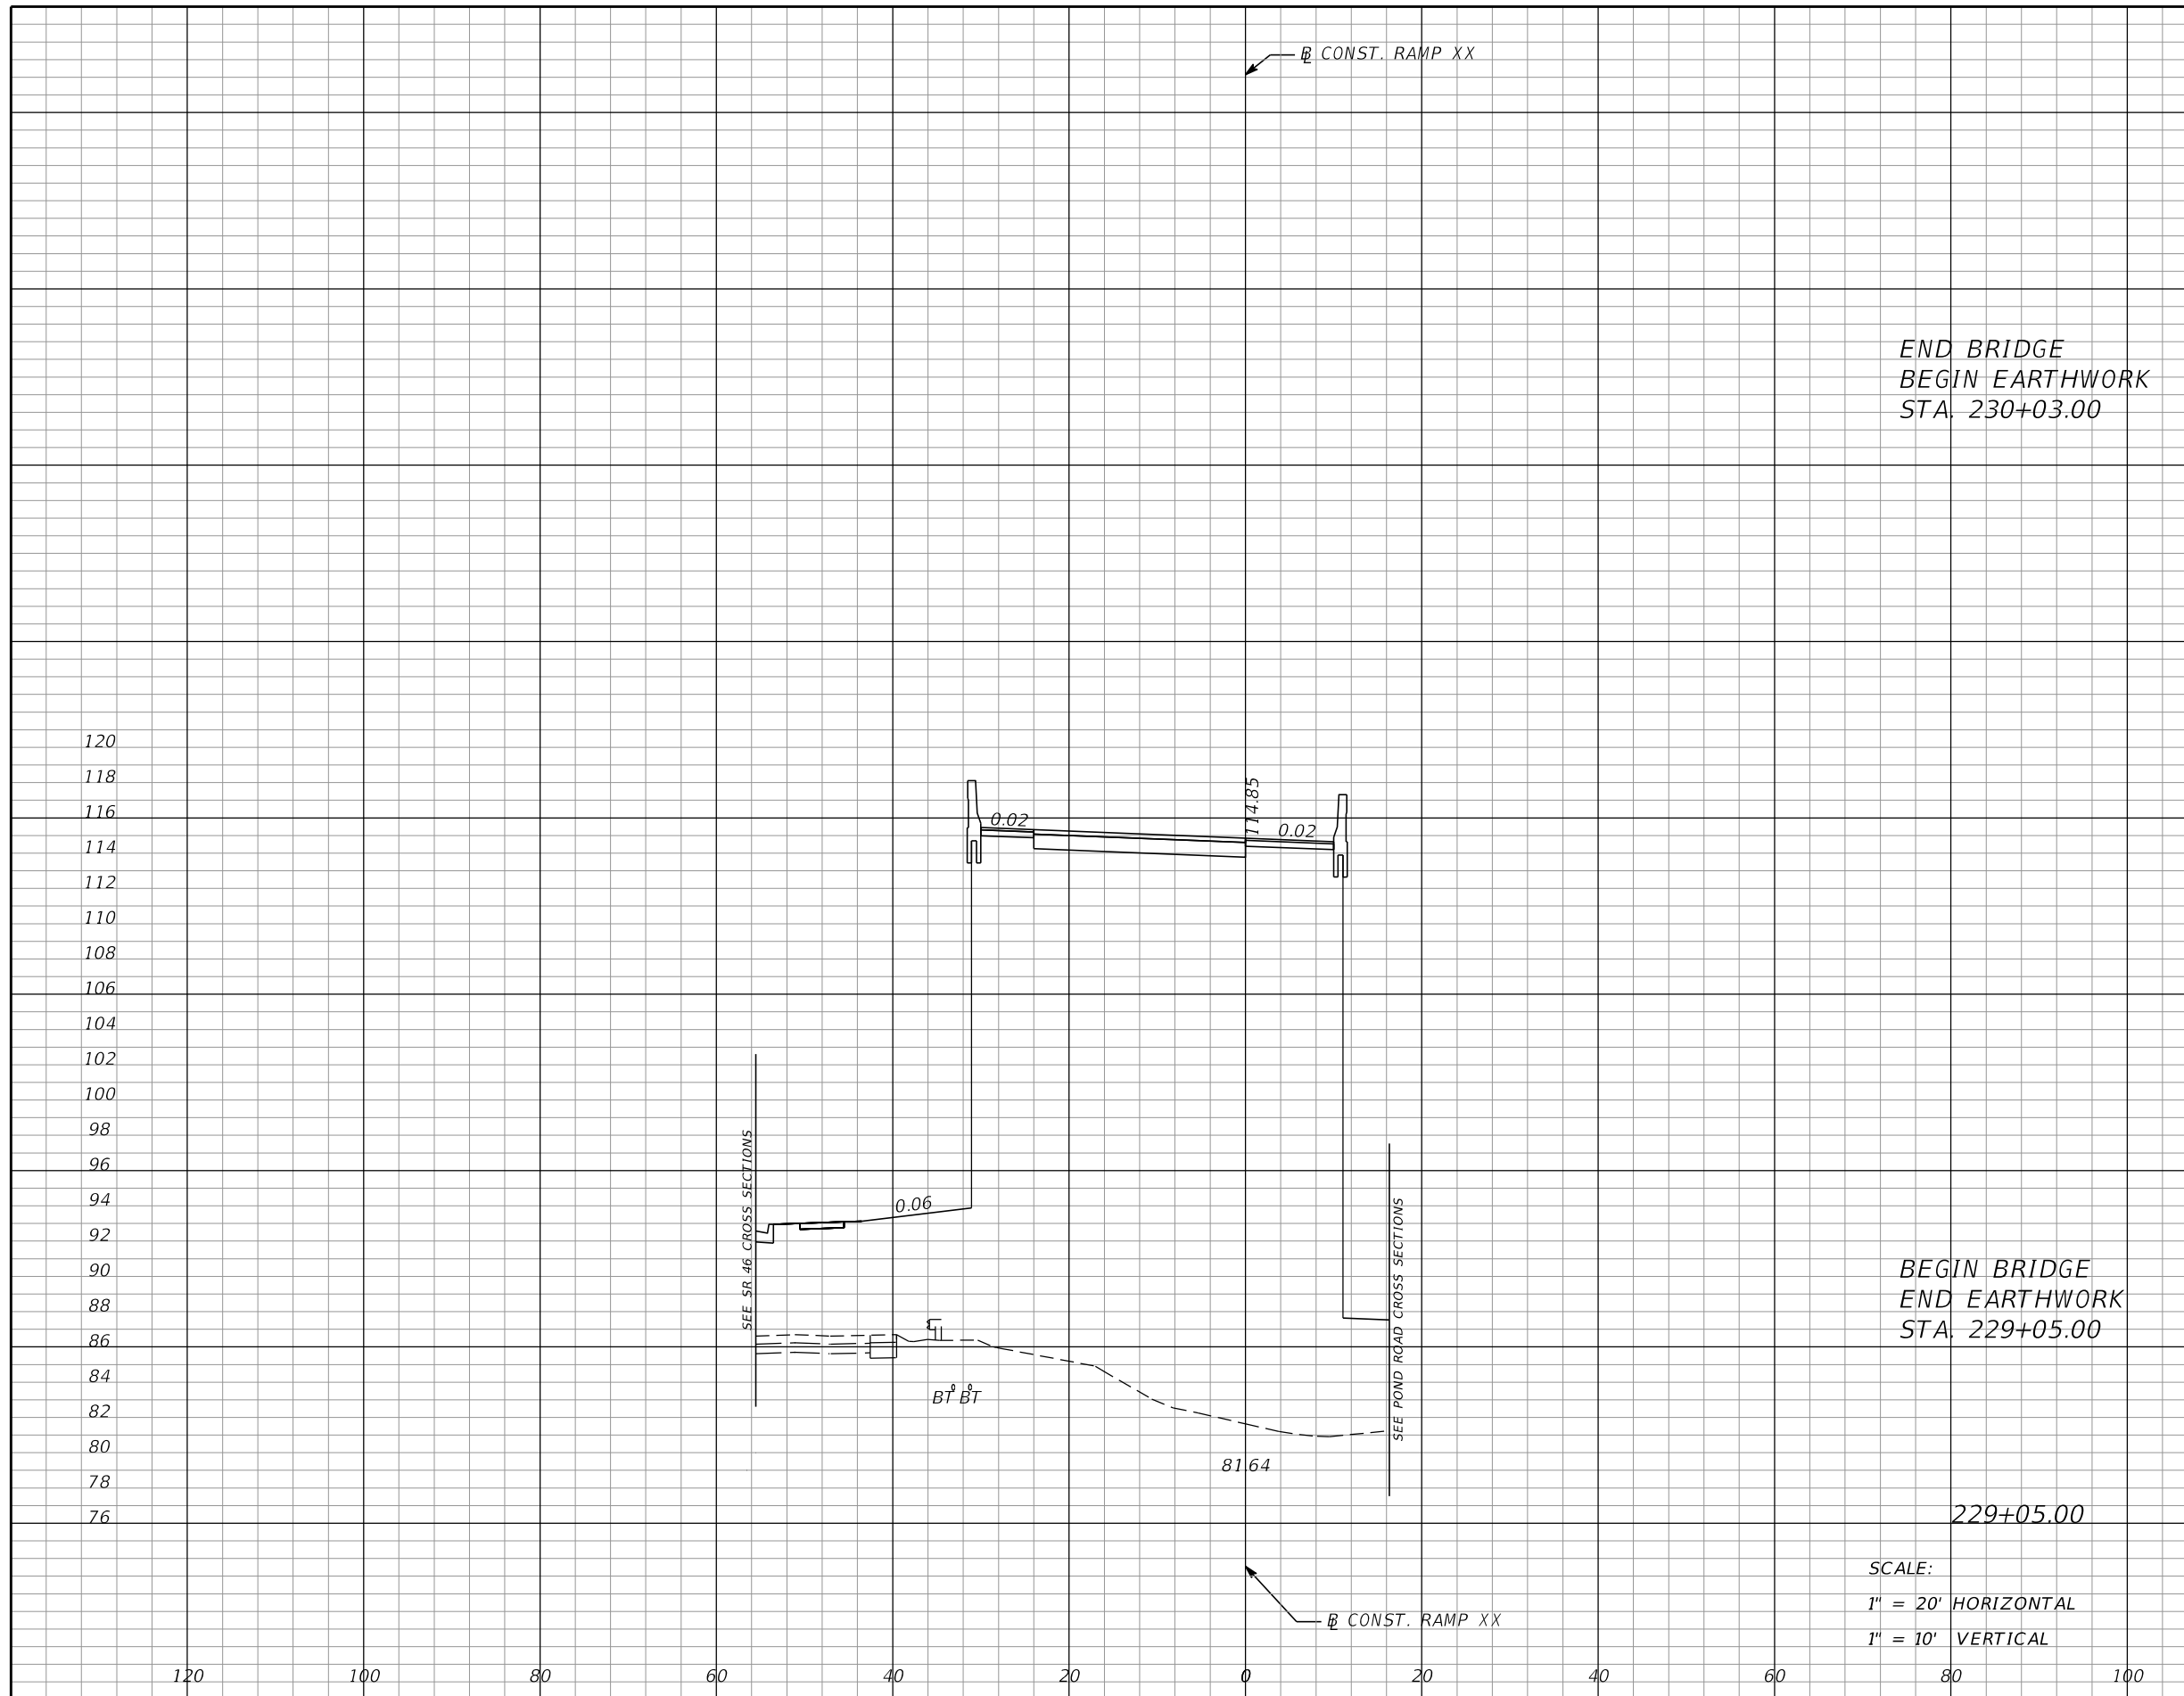 BL CONST. RAMP XX
END BRIDGE
BEGIN EARTHWORK
STA. 230+03.00
120
118
116
114
112
110
108
106
104
102
100
98
96
94
92
90
88
86
84
82
80
78
76
114.85
0.02
0.02
0.06
SEE SR 46 CROSS SECTIONS
SEE POND ROAD CROSS SECTIONS
BT BT
81.64
BEGIN BRIDGE
END EARTHWORK
STA. 229+05.00
229+05.00
SCALE:
1" = 20' HORIZONTAL
1" = 10' VERTICAL
BL CONST. RAMP XX
120 100 80 60 40 20 0 20 40 60 80 100